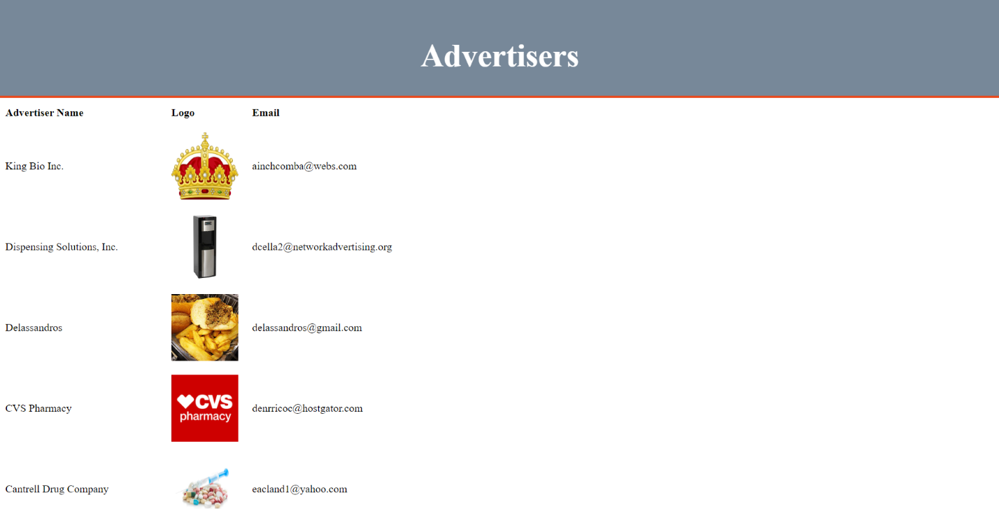 Advertisers
Advertiser Name Logo Email
King Bio Inc. ainchcomba@webs.com
Dispensing Solutions, Inc. dcella2@networkadvertising.org
Delassandros delassandros@gmail.com
CVS Pharmacy CVS pharmacy denrricoc@hostgator.com
Cantrell Drug Company eacland1@yahoo.com